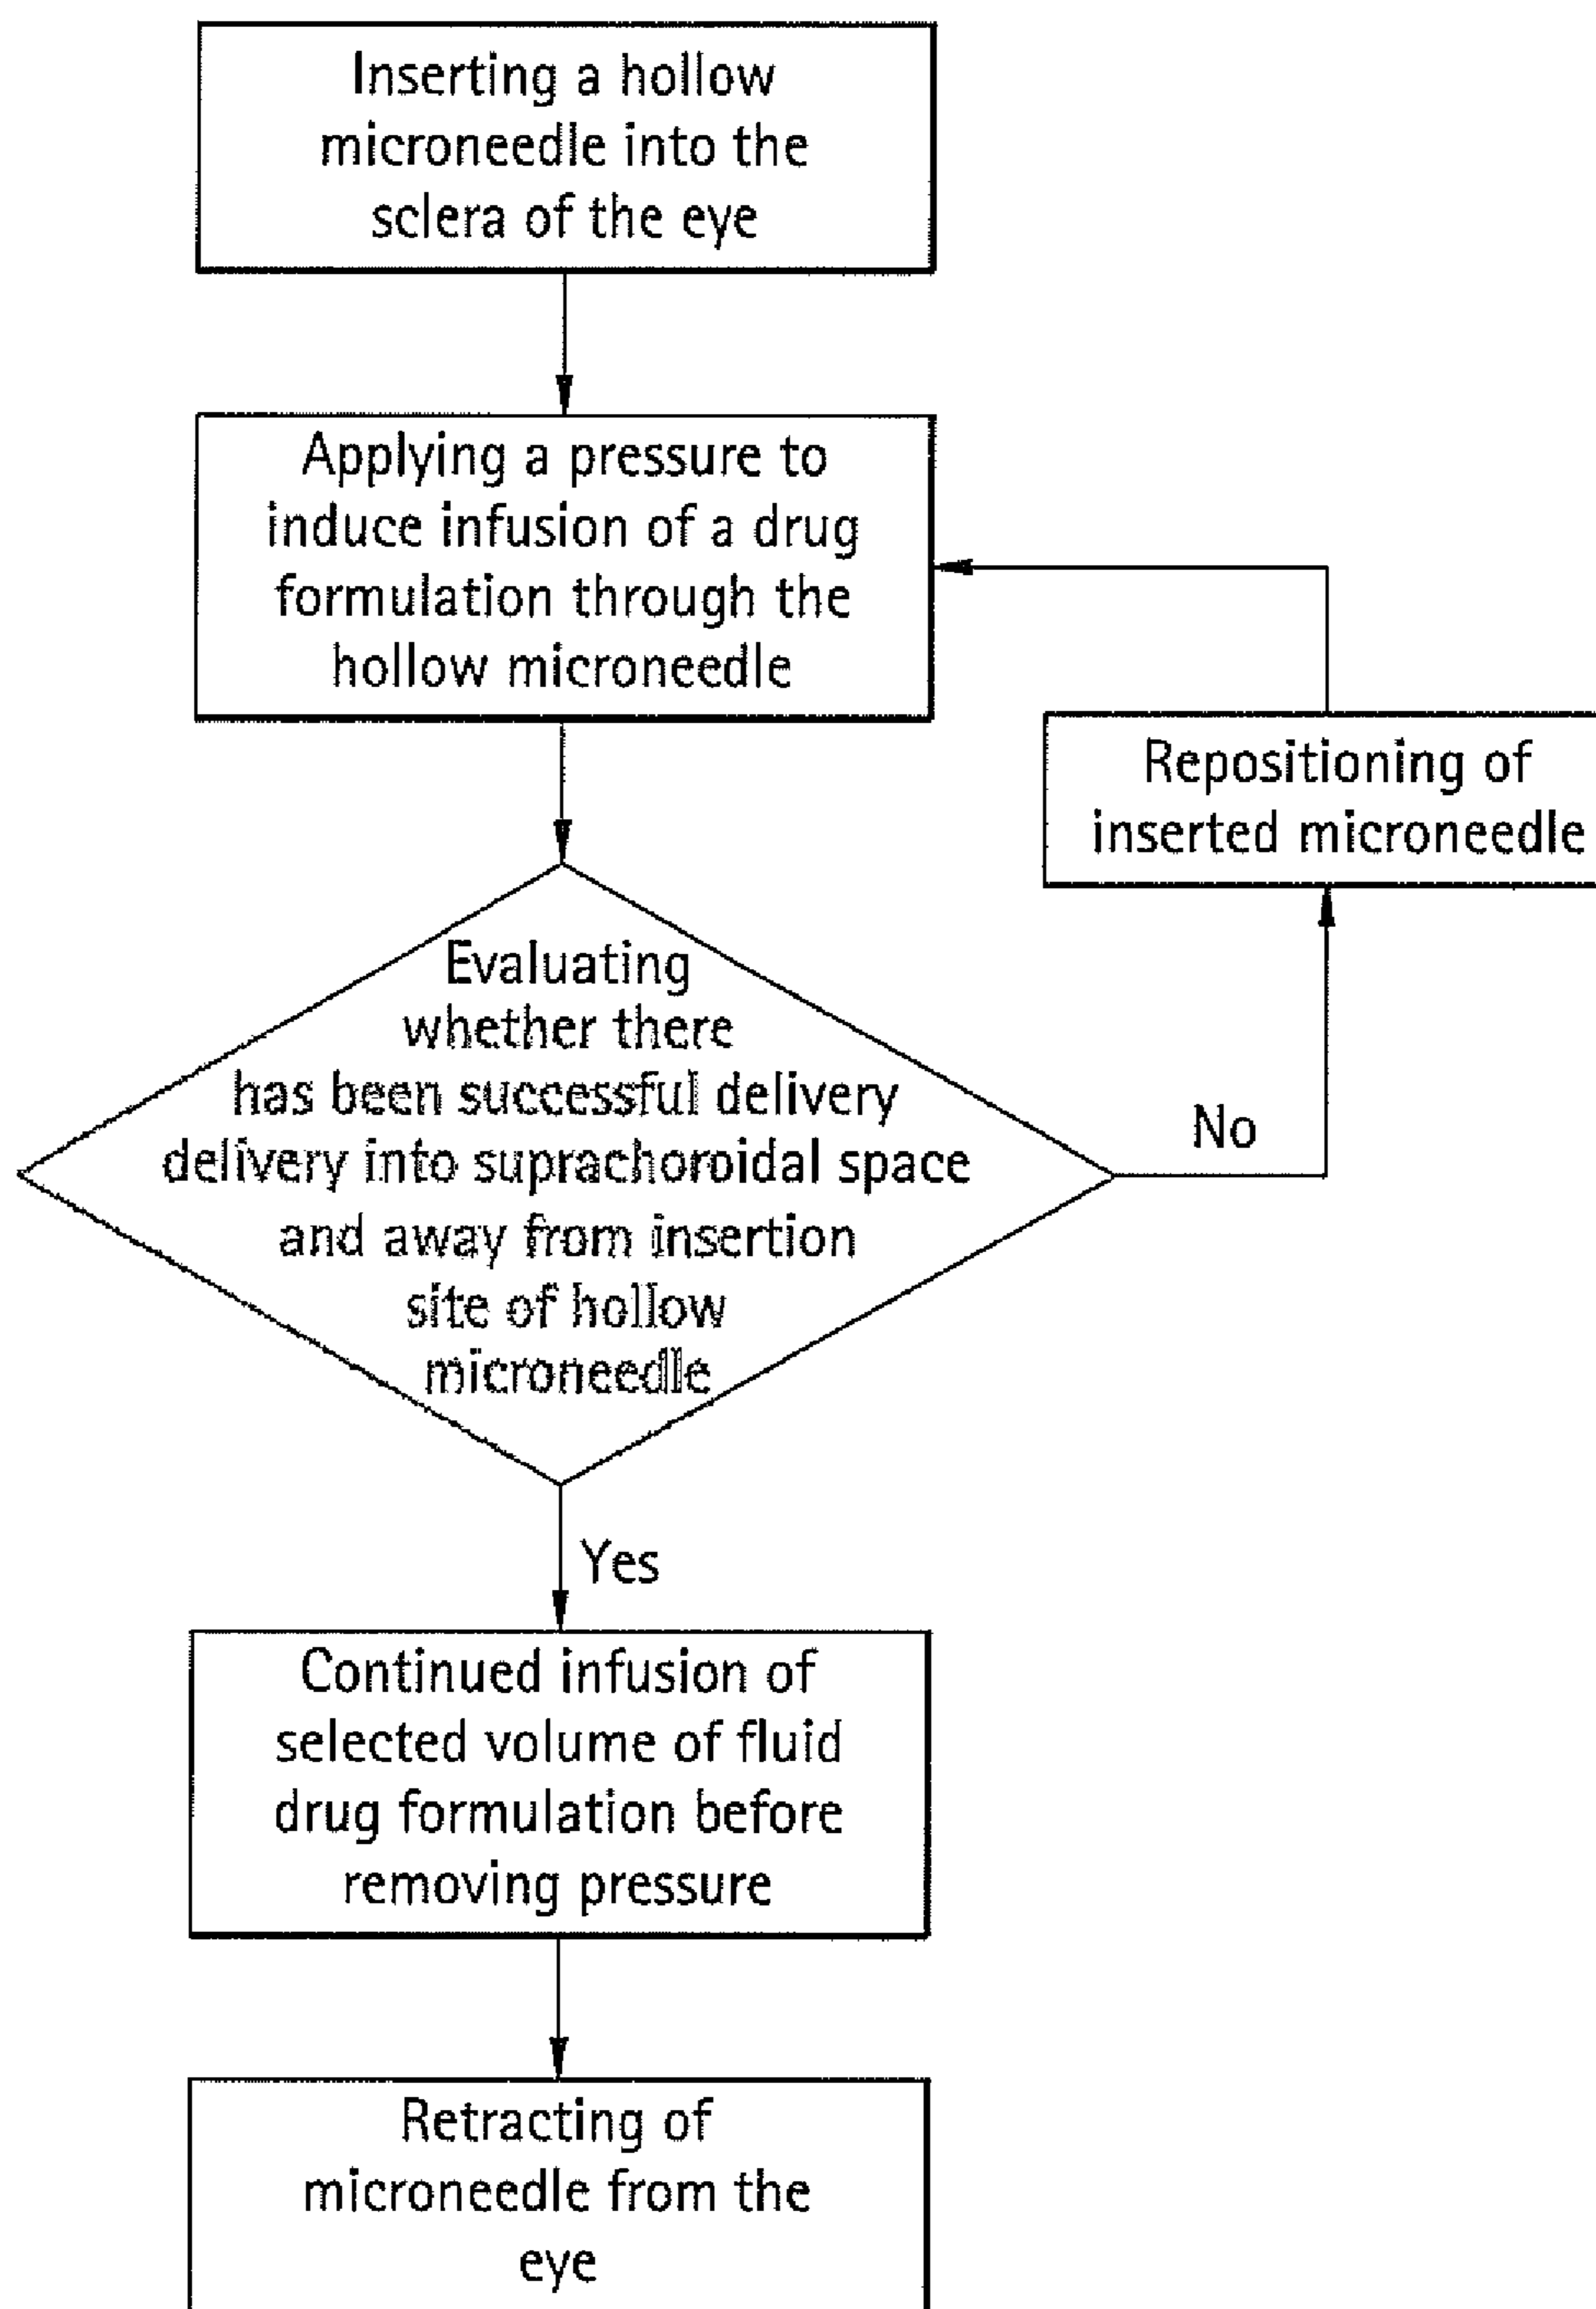 Inserting a hollow
microneedle into the
sclera of the eye
Applying a pressure to
induce infusion of a drug
formulation through the
hollow microneedle
Repositioning of
inserted microneedle
Evaluating
whether there
has been successful delivery
delivery into suprachoroidal space
and away from insertion
site of hollow
microneedle
No
Yes
Continued infusion of
selected volume of fluid
drug formulation before
removing pressure
Retracting of
microneedle from the
eye